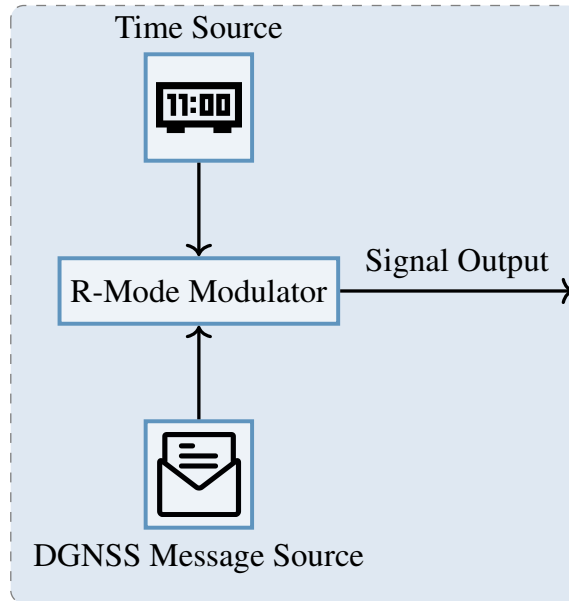 Time Source
11:00
R-Mode Modulator
Signal Output
DGNSS Message Source